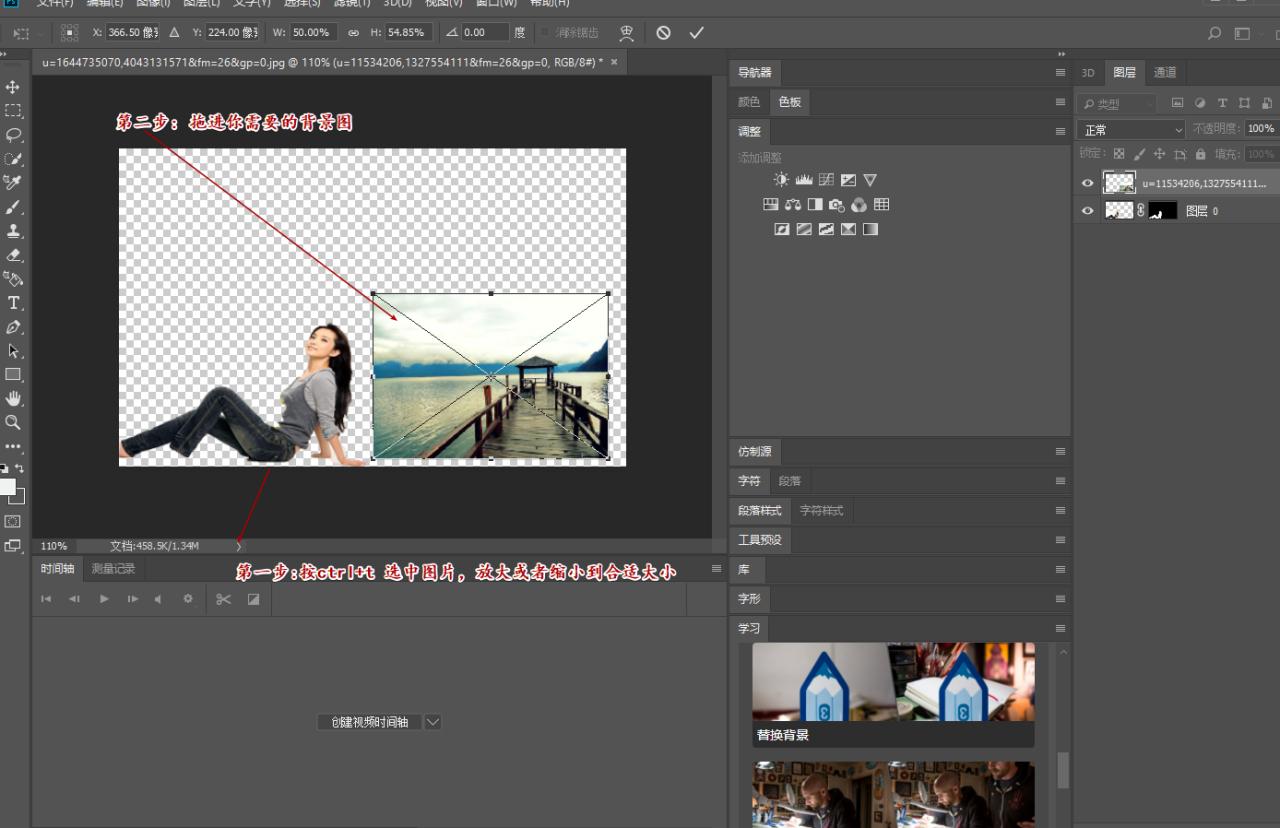 文件(F) 编辑(E) 图像(I) 图层(L) 文字(Y) 选择(S) 滤镜(T) 3D(D) 视图(V) 窗口(W) 帮助(H)
X: 366.50 像素 Y: 224.00 像素 W: 50.00% H: 54.85% 0.00 度 消除锯齿
u=1644735070,4043131571&fm=26&gp=0.jpg @ 110% (u=11534206,1327554111&fm=26&gp=0, RGB/8#) * ×
第二步：拖进你需要的背景图
110% 文档:458.5K/1.34M
第一步:按ctrl+t 选中图片，放大或者缩小到合适大小
时间轴 测量记录
创建视频时间轴
导航器
颜色 色板
调整
添加调整
仿制源
字符 段落
段落样式 字符样式
工具预设
库
字形
学习
替换背景
3D 图层 通道
类型
正常 不透明度: 100%
锁定: 填充: 100%
u=11534206,1327554111...
图层 0